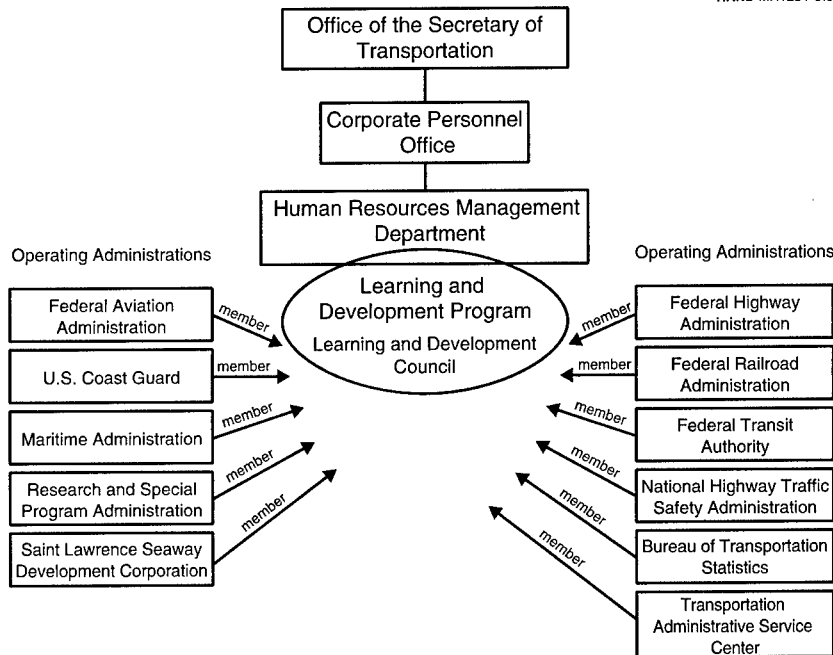 Office of the Secretary of
Transportation
Corporate Personnel
Office
Human Resources Management
Department
Learning and
Development Program
Learning and Development
Council
Operating Administrations
Federal Aviation
Administration
member
U.S. Coast Guard
member
Maritime Administration
member
Research and Special
Program Administration
member
Saint Lawrence Seaway
Development Corporation
member
Operating Administrations
Federal Highway
Administration
member
Federal Railroad
Administration
member
Federal Transit
Authority
member
National Highway Traffic
Safety Administration
member
Bureau of Transportation
Statistics
member
Transportation
Administrative Service
Center
member